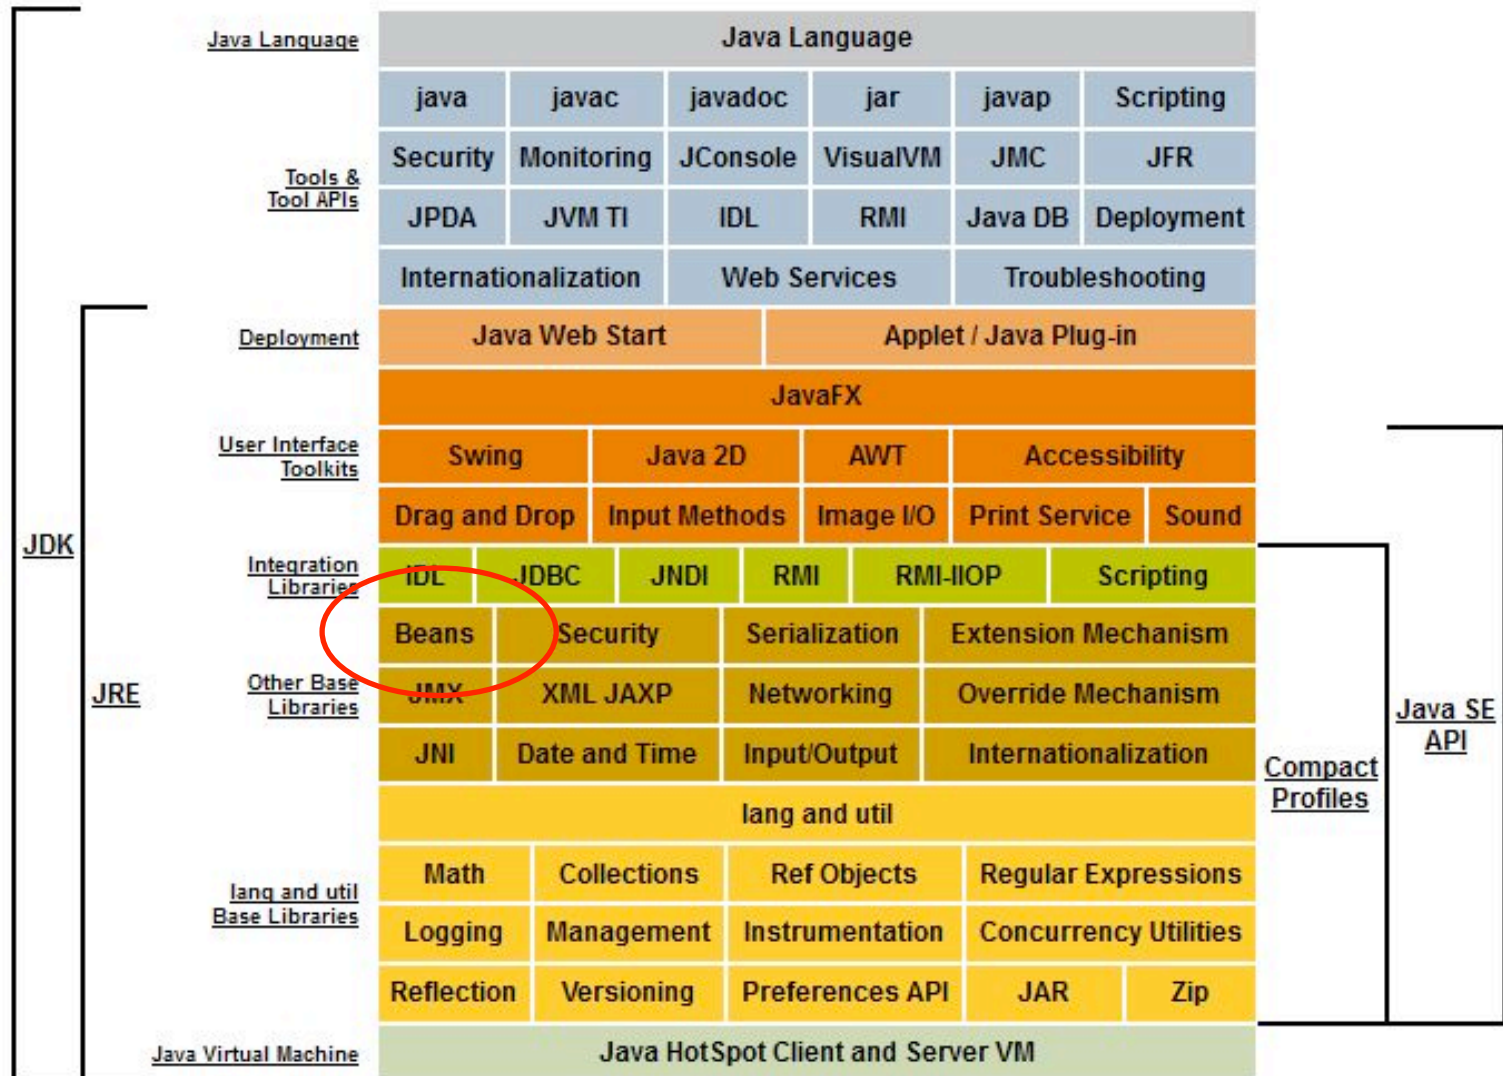 Java Language
Java Language
java javac javadoc jar javap Scripting
Security Monitoring JConsole VisualVM JMC JFR
Tools &
Tool APIs
JPDA JVM TI IDL RMI Java DB Deployment
Internationalization Web Services Troubleshooting
Deployment
Java Web Start Applet / Java Plug-in
JavaFX
User Interface
Toolkits
Swing Java 2D AWT Accessibility
Drag and Drop Input Methods Image I/O Print Service Sound
JDK
Integration
Libraries
IDL JDBC JNDI RMI RMI-IIOP Scripting
Beans Security Serialization Extension Mechanism
JRE
Other Base
Libraries
JMX XML JAXP Networking Override Mechanism
Java SE
API
JNI Date and Time Input/Output Internationalization
Compact
Profiles
lang and util
lang and util
Base Libraries
Math Collections Ref Objects Regular Expressions
Logging Management Instrumentation Concurrency Utilities
Reflection Versioning Preferences API JAR Zip
Java Virtual Machine
Java HotSpot Client and Server VM